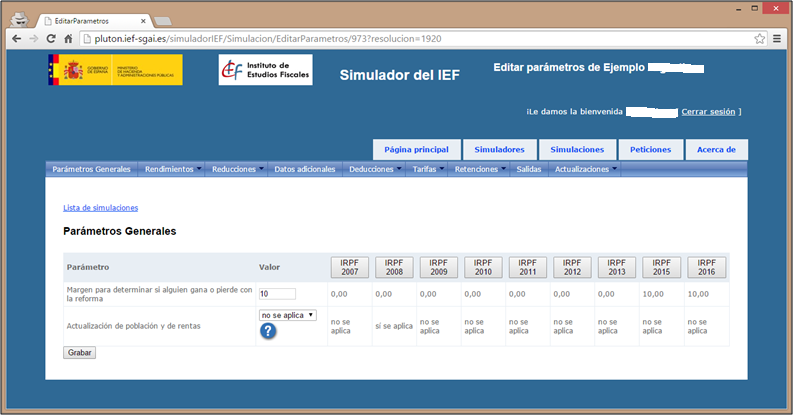 EditarParametros
pluton.ief-sgai.es/simuladorIEF/Simulacion/EditarParametros/973?resolucion=1920
GOBIERNO DE ESPAÑA
MINISTERIO DE HACIENDA Y ADMINISTRACIONES PÚBLICAS
Instituto de
Estudios Fiscales
Simulador del IEF
Editar parámetros de Ejemplo
¡Le damos la bienvenida Cerrar sesión ]
Página principal Simuladores Simulaciones Peticiones Acerca de
Parámetros Generales Rendimientos Reducciones Datos adicionales Deducciones Tarifas Retenciones Salidas Actualizaciones
Lista de simulaciones
Parámetros Generales
Parámetro Valor IRPF 2007 IRPF 2008 IRPF 2009 IRPF 2010 IRPF 2011 IRPF 2012 IRPF 2013 IRPF 2015 IRPF 2016
Margen para determinar si alguien gana o pierde con
la reforma
10 0,00 0,00 0,00 0,00 0,00 0,00 0,00 10,00 10,00
Actualización de población y de rentas no se aplica ? no se aplica sí se aplica no se aplica no se aplica no se aplica no se aplica no se aplica no se aplica no se aplica
Grabar